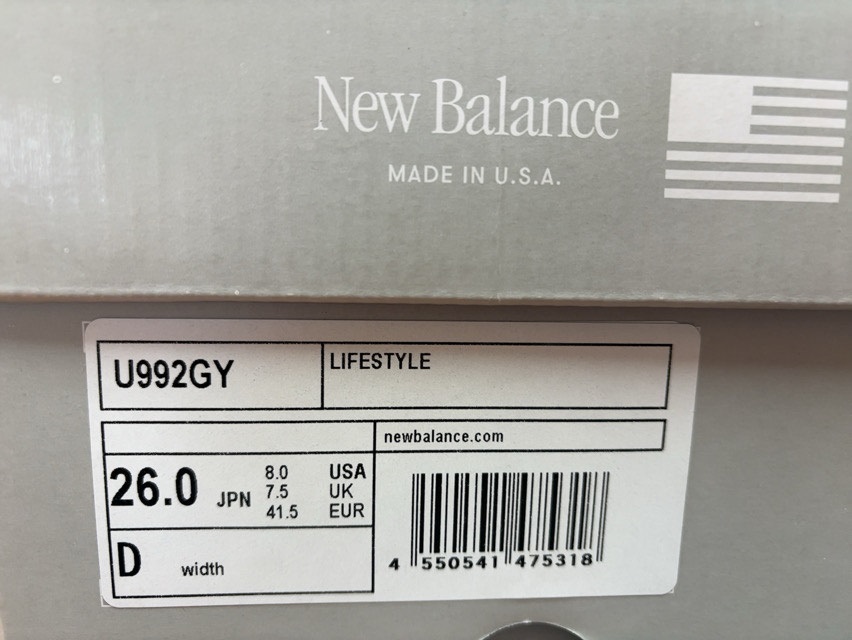 New Balance
MADE IN U.S.A.
U992GY
LIFESTYLE
newbalance.com
26.0 JPN
8.0 USA
7.5 UK
41.5 EUR
D width
4 550541 475318